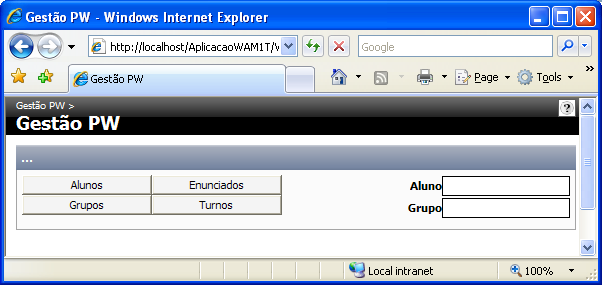 Gestão PW - Windows Internet Explorer
http://localhost/AplicacaoWAM1T/
Google
Gestão PW
Page
Tools
»
Gestão PW >
?
Gestão PW
...
Alunos
Enunciados
Aluno
Grupos
Turnos
Grupo
Local intranet
100%